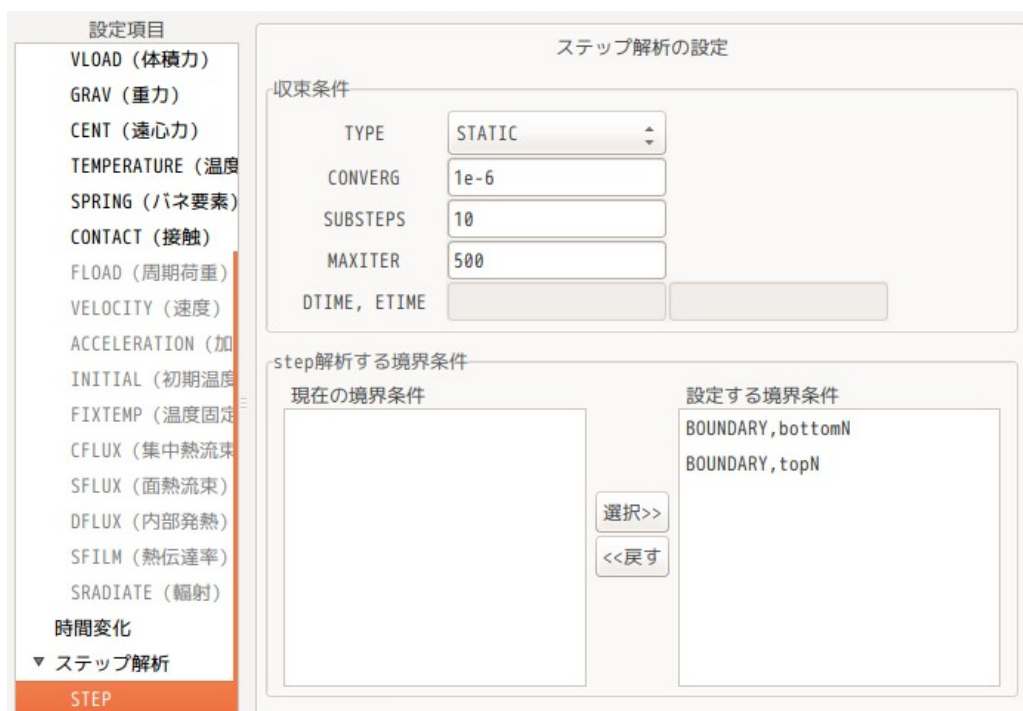 設定項目
VLOAD (体積力)
GRAV (重力)
CENT (遠心力)
TEMPERATURE (温度
SPRING (バネ要素)
CONTACT (接触)
FLOAD (周期荷重)
VELOCITY (速度)
ACCELERATION (加
INITIAL (初期温度
FIXTEMP (温度固定
CFLUX (集中熱流束
SFLUX (面熱流束)
DFLUX (内部発熱)
SFILM (熱伝達率)
SRADIATE (輻射)
時間変化
ステップ解析
STEP
ステップ解析の設定
収束条件
TYPE STATIC
CONVERG 1e-6
SUBSTEPS 10
MAXITER 500
DTIME, ETIME
step解析する境界条件
現在の境界条件
設定する境界条件
BOUNDARY,bottomN
BOUNDARY,topN
選択>>
<<戻す